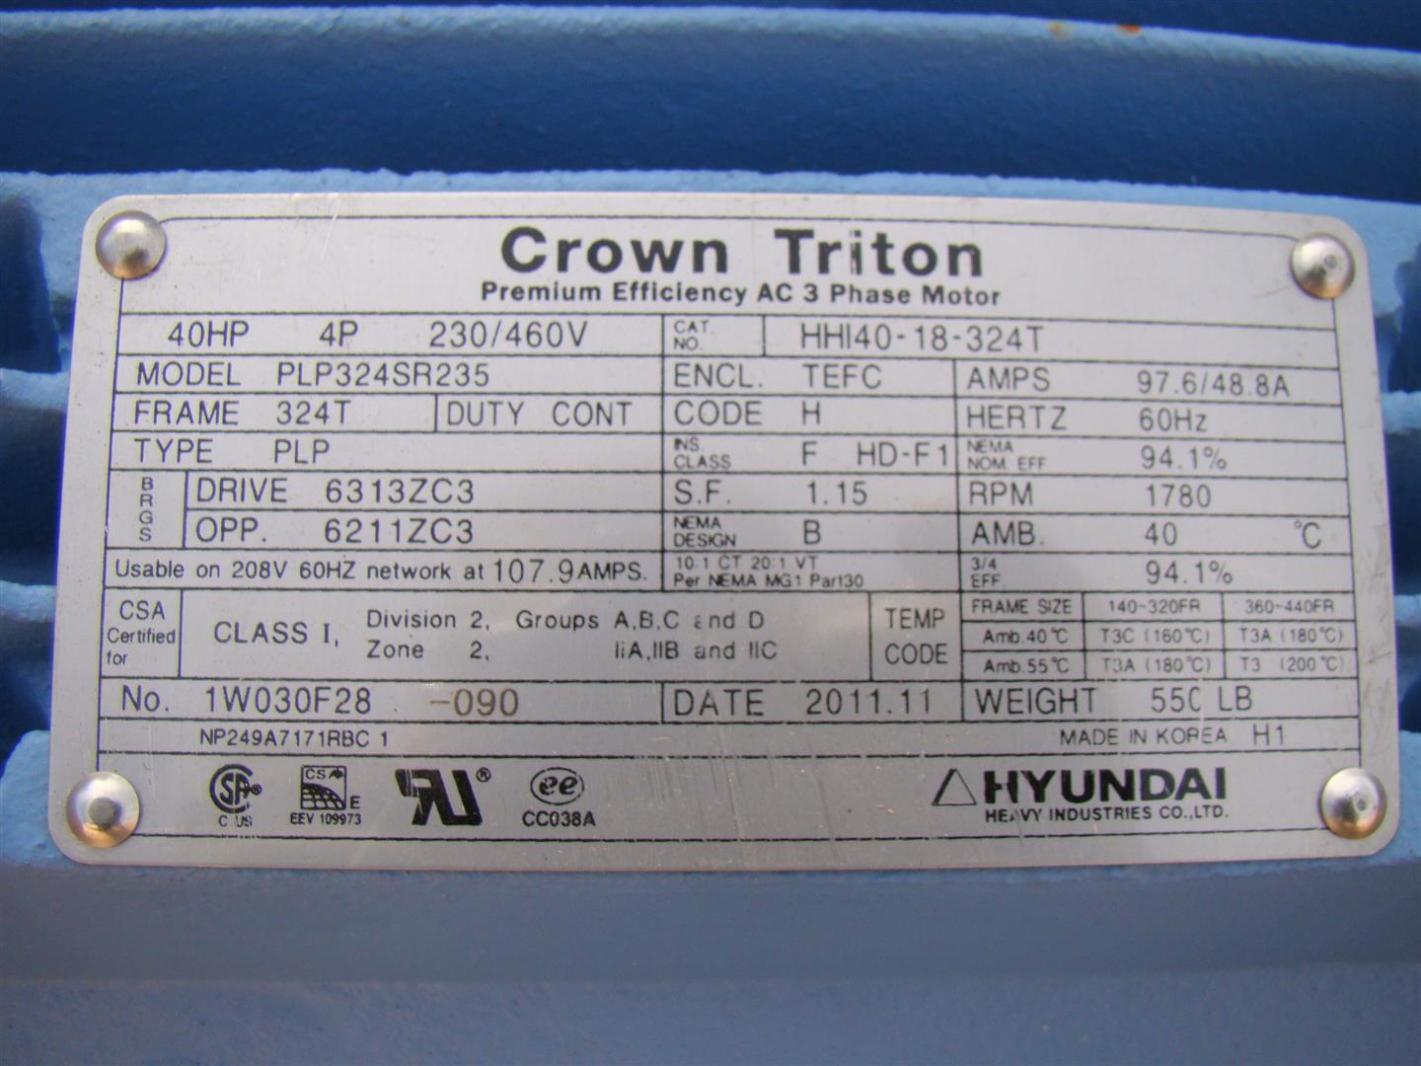 Crown Triton
Premium Efficiency AC 3 Phase Motor
40HP 4P 230/460V CAT. NO. HHI40-18-324T
MODEL PLP324SR235 ENCL. TEFC AMPS 97.6/48.8A
FRAME 324T DUTY CONT CODE H HERTZ 60Hz
TYPE PLP INS. CLASS F HD-F1 NEMA NOM. EFF 94.1%
BRGS DRIVE 6313ZC3 S.F. 1.15 RPM 1780
OPP. 6211ZC3 NEMA DESIGN B AMB. 40 °C
Usable on 208V 60HZ network at 107.9AMPS. 10:1 CT 20:1 VT Per NEMA MG1 Part30 3/4 EFF. 94.1%
CSA Certified for CLASS I, Division 2, Groups A,B,C and D
Zone 2, IIA,IIB and IIC
TEMP CODE
FRAME SIZE 140-320FR 360-440FR
Amb.40°C T3C (160°C) T3A (180°C)
Amb.55°C T3A (180°C) T3 (200°C)
No. 1W030F28 -090 DATE 2011.11 WEIGHT 550 LB
NP249A7171RBC 1 MADE IN KOREA H1
SA® C US
CSA E
EEV 109973
RU®
ee
CC038A
HYUNDAI
HEAVY INDUSTRIES CO.,LTD.